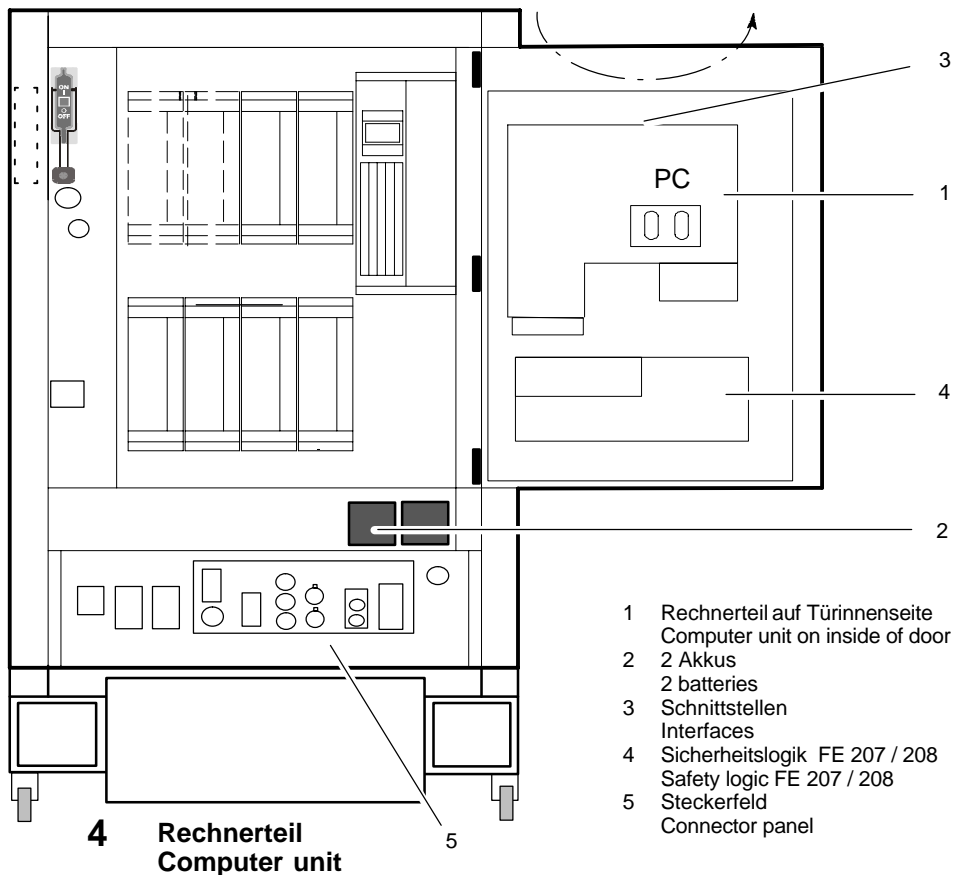 ON
I
O
OFF
PC
3
1
4
2
5
1 Rechnerteil auf Türinnenseite
Computer unit on inside of door
2 2 Akkus
2 batteries
3 Schnittstellen
Interfaces
4 Sicherheitslogik FE 207 / 208
Safety logic FE 207 / 208
5 Steckerfeld
Connector panel
4 Rechnerteil
Computer unit